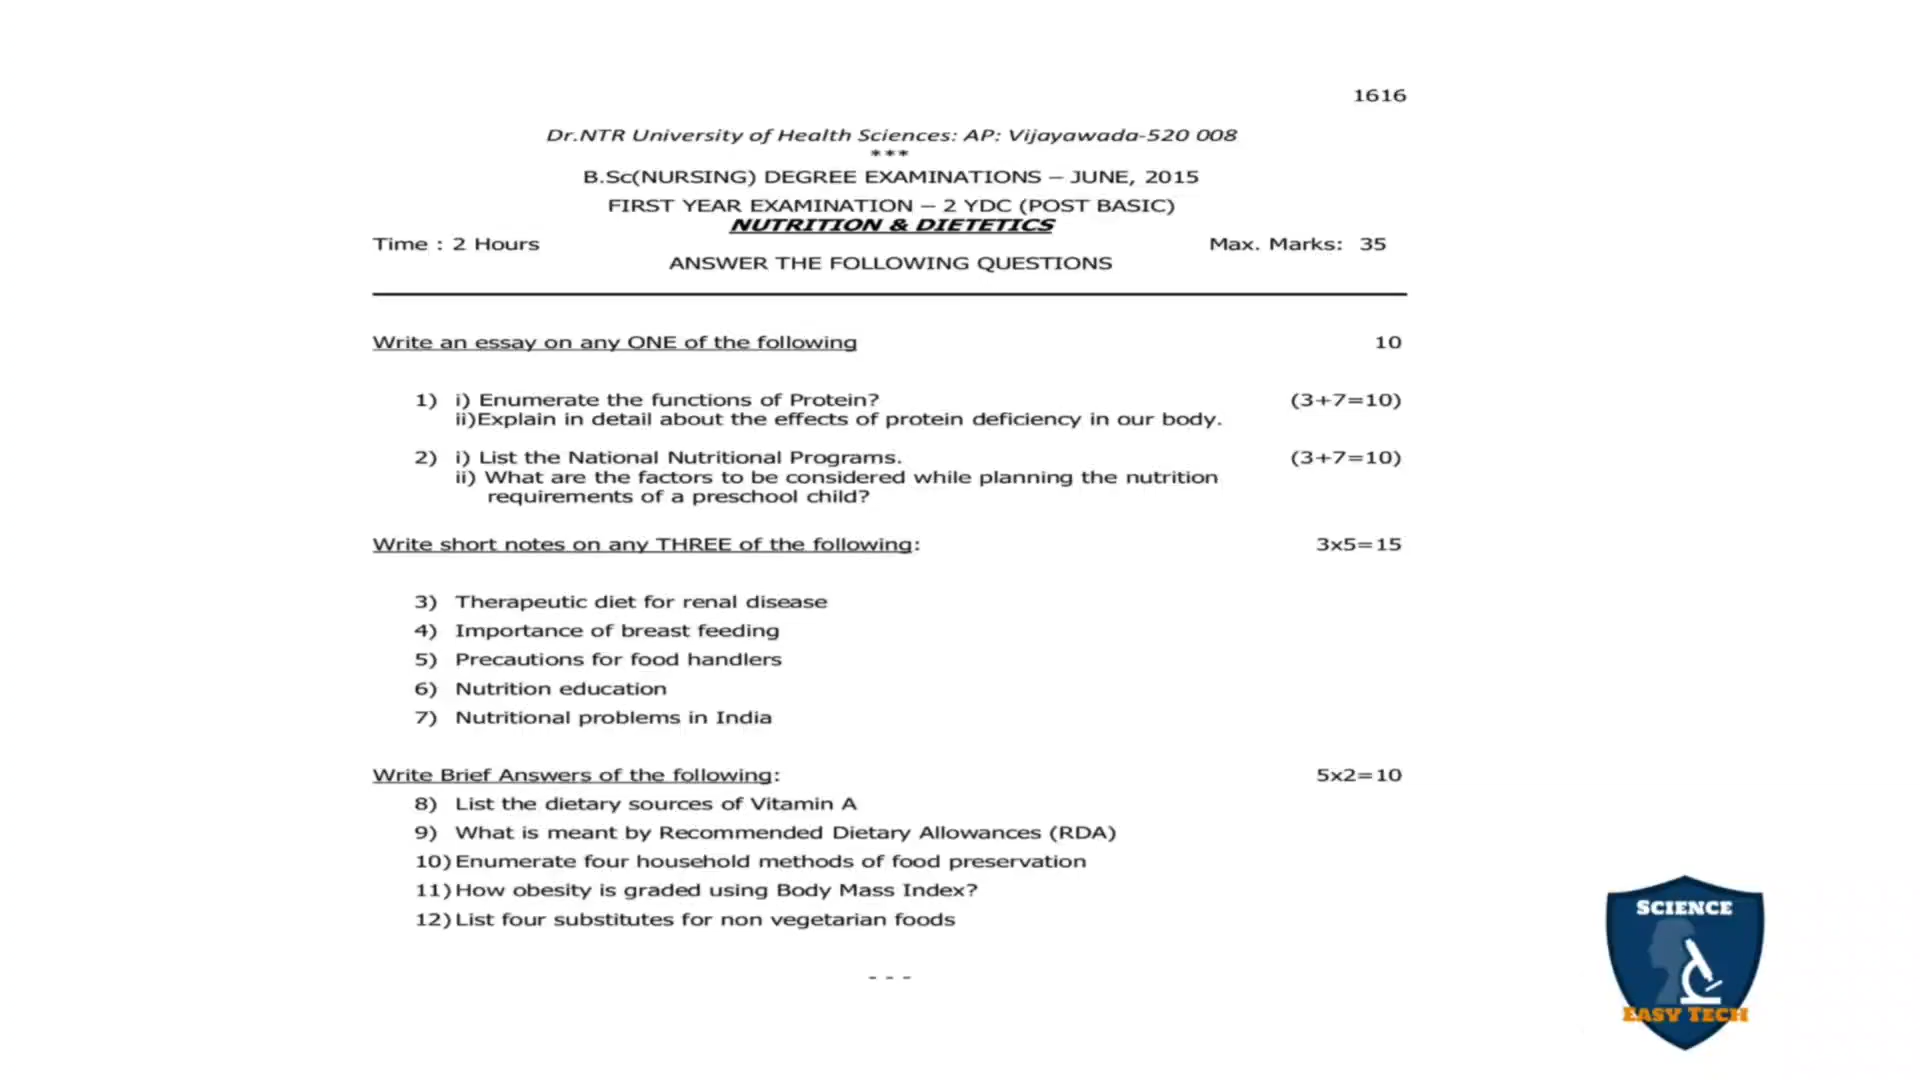 1616
Dr.NTR University of Health Sciences: AP: Vijayawada-520 008
***
B.Sc(NURSING) DEGREE EXAMINATIONS – JUNE, 2015
FIRST YEAR EXAMINATION – 2 YDC (POST BASIC)
NUTRITION & DIETETICS
Time : 2 Hours Max. Marks: 35
ANSWER THE FOLLOWING QUESTIONS
Write an essay on any ONE of the following 10
1) i) Enumerate the functions of Protein? (3+7=10)
ii)Explain in detail about the effects of protein deficiency in our body.
2) i) List the National Nutritional Programs. (3+7=10)
ii) What are the factors to be considered while planning the nutrition
requirements of a preschool child?
Write short notes on any THREE of the following: 3x5=15
3) Therapeutic diet for renal disease
4) Importance of breast feeding
5) Precautions for food handlers
6) Nutrition education
7) Nutritional problems in India
Write Brief Answers of the following: 5x2=10
8) List the dietary sources of Vitamin A
9) What is meant by Recommended Dietary Allowances (RDA)
10) Enumerate four household methods of food preservation
11) How obesity is graded using Body Mass Index?
12) List four substitutes for non vegetarian foods
- - -
SCIENCE
EASY TECH